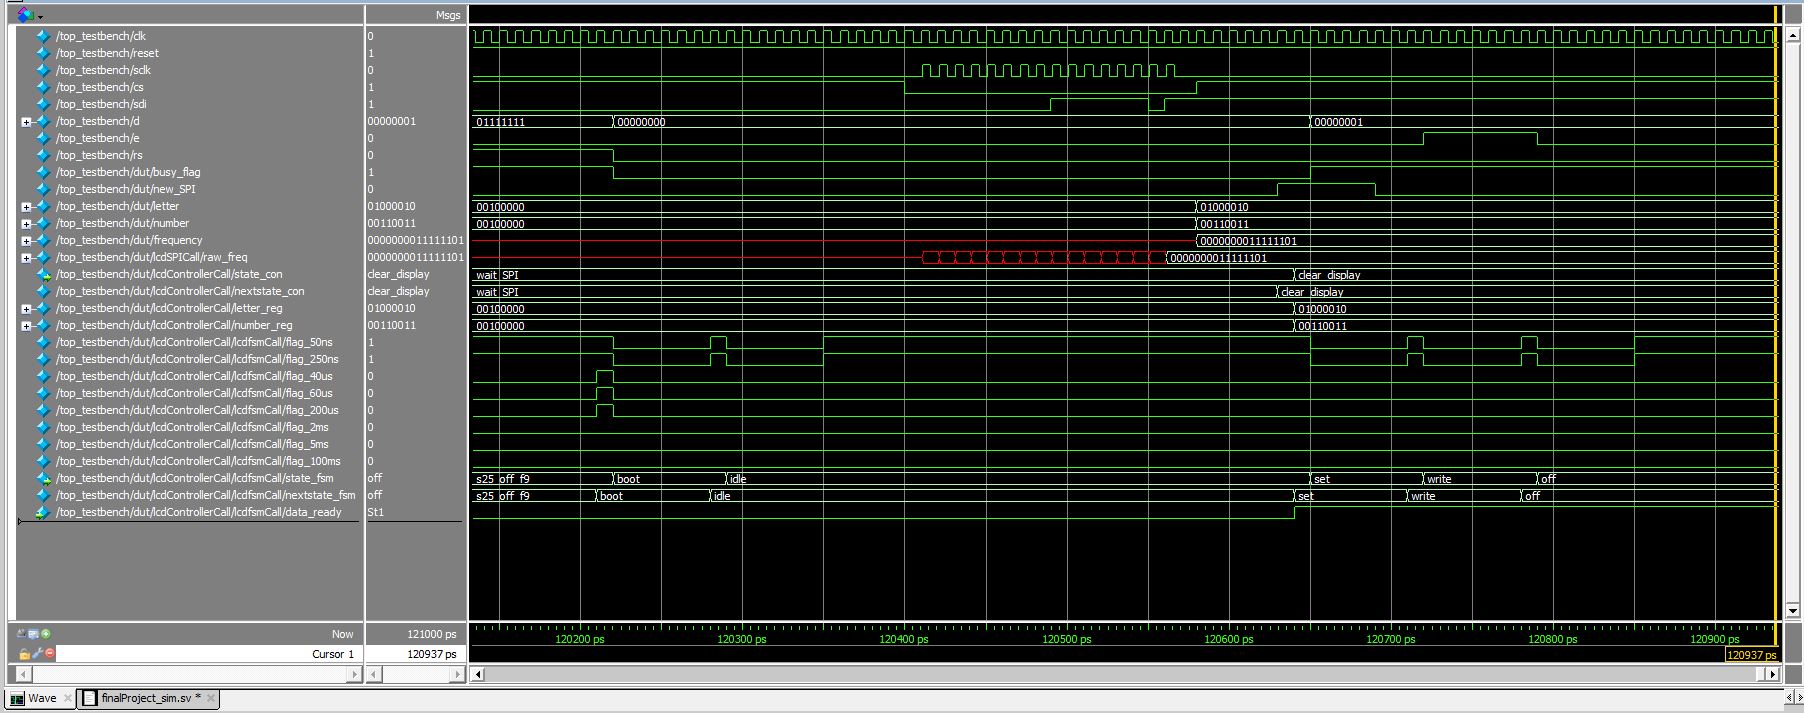 Msgs
/top_testbench/clk 0
/top_testbench/reset 1
/top_testbench/sclk 0
/top_testbench/cs 1
/top_testbench/sdi 1
/top_testbench/d 00000001 01111111 00000000 00000001
/top_testbench/e 0
/top_testbench/rs 0
/top_testbench/dut/busy_flag 1
/top_testbench/dut/new_SPI 0
/top_testbench/dut/letter 01000010 00100000 01000010
/top_testbench/dut/number 00110011 00100000 00110011
/top_testbench/dut/frequency 0000000011111101 0000000011111101
/top_testbench/dut/lcdSPICall/raw_freq 0000000011111101 0000000011111101
/top_testbench/dut/lcdControllerCall/state_con clear_display wait_SPI clear_display
/top_testbench/dut/lcdControllerCall/nextstate_con clear_display wait_SPI clear_display
/top_testbench/dut/lcdControllerCall/letter_reg 01000010 00100000 01000010
/top_testbench/dut/lcdControllerCall/number_reg 00110011 00100000 00110011
/top_testbench/dut/lcdControllerCall/lcdfsmCall/flag_50ns 1
/top_testbench/dut/lcdControllerCall/lcdfsmCall/flag_250ns 1
/top_testbench/dut/lcdControllerCall/lcdfsmCall/flag_40us 0
/top_testbench/dut/lcdControllerCall/lcdfsmCall/flag_60us 0
/top_testbench/dut/lcdControllerCall/lcdfsmCall/flag_200us 0
/top_testbench/dut/lcdControllerCall/lcdfsmCall/flag_2ms 0
/top_testbench/dut/lcdControllerCall/lcdfsmCall/flag_5ms 0
/top_testbench/dut/lcdControllerCall/lcdfsmCall/flag_100ms 0
/top_testbench/dut/lcdControllerCall/lcdfsmCall/state_fsm off s25_off_f9 boot idle set write off
/top_testbench/dut/lcdControllerCall/lcdfsmCall/nextstate_fsm off s25_off_f9 boot idle set write off
/top_testbench/dut/lcdControllerCall/lcdfsmCall/data_ready St1
Now 121000 ps 120200 ps 120300 ps 120400 ps 120500 ps 120600 ps 120700 ps 120800 ps 120900 ps
Cursor 1 120937 ps 120937 ps
Wave finalProject_sim.sv *